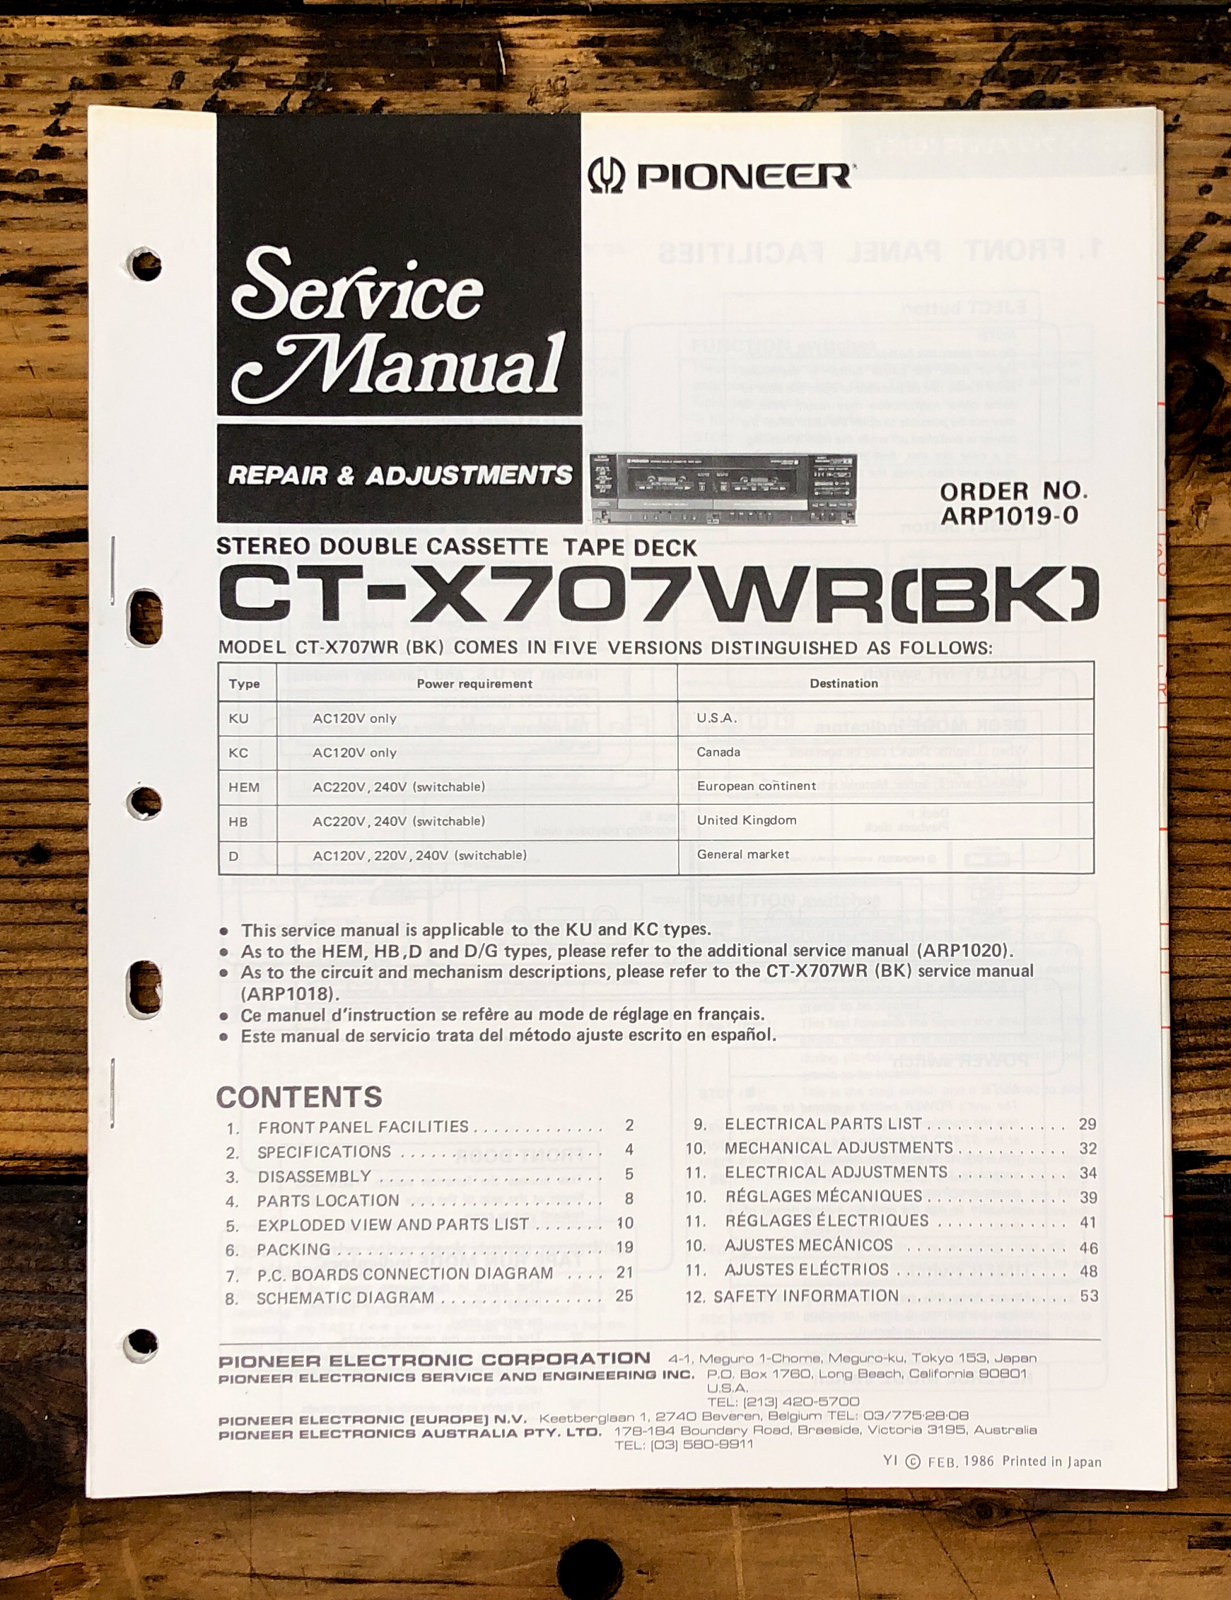 PIONEER
Service
Manual
REPAIR & ADJUSTMENTS
ORDER NO.
ARP1019-0
STEREO DOUBLE CASSETTE TAPE DECK
CT-X707WR(BK)
MODEL CT-X707WR (BK) COMES IN FIVE VERSIONS DISTINGUISHED AS FOLLOWS:
Type Power requirement Destination
KU AC120V only U.S.A.
KC AC120V only Canada
HEM AC220V, 240V (switchable) European continent
HB AC220V, 240V (switchable) United Kingdom
D AC120V, 220V, 240V (switchable) General market
• This service manual is applicable to the KU and KC types.
• As to the HEM, HB,D and D/G types, please refer to the additional service manual (ARP1020).
• As to the circuit and mechanism descriptions, please refer to the CT-X707WR (BK) service manual
(ARP1018).
• Ce manuel d'instruction se refère au mode de réglage en français.
• Este manual de servicio trata del método ajuste escrito en español.
CONTENTS
1. FRONT PANEL FACILITIES . . . . . . . . . . . . . 2
2. SPECIFICATIONS . . . . . . . . . . . . . . . . . . . . 4
3. DISASSEMBLY . . . . . . . . . . . . . . . . . . . . . . 5
4. PARTS LOCATION . . . . . . . . . . . . . . . . . . . 8
5. EXPLODED VIEW AND PARTS LIST . . . . . . . 10
6. PACKING . . . . . . . . . . . . . . . . . . . . . . . . . . 19
7. P.C. BOARDS CONNECTION DIAGRAM . . . . 21
8. SCHEMATIC DIAGRAM . . . . . . . . . . . . . . . . 25
9. ELECTRICAL PARTS LIST . . . . . . . . . . . . . . 29
10. MECHANICAL ADJUSTMENTS . . . . . . . . . . . 32
11. ELECTRICAL ADJUSTMENTS . . . . . . . . . . . . 34
10. RÉGLAGES MÉCANIQUES . . . . . . . . . . . . . . 39
11. RÉGLAGES ÉLECTRIQUES . . . . . . . . . . . . . 41
10. AJUSTES MECÁNICOS . . . . . . . . . . . . . . . . 46
11. AJUSTES ELÉCTRIOS . . . . . . . . . . . . . . . . . 48
12. SAFETY INFORMATION . . . . . . . . . . . . . . . . 53
PIONEER ELECTRONIC CORPORATION 4-1, Meguro 1-Chome, Meguro-ku, Tokyo 153, Japan
PIONEER ELECTRONICS SERVICE AND ENGINEERING INC. P.O. Box 1760, Long Beach, California 90801
U.S.A.
TEL: (213) 420-5700
PIONEER ELECTRONIC [EUROPE] N.V. Keetberglaan 1, 2740 Beveren, Belgium TEL: 03/775·28·08
PIONEER ELECTRONICS AUSTRALIA PTY. LTD. 178-184 Boundary Road, Braeside, Victoria 3195, Australia
TEL: (03) 580-9911
YI © FEB. 1986 Printed in Japan